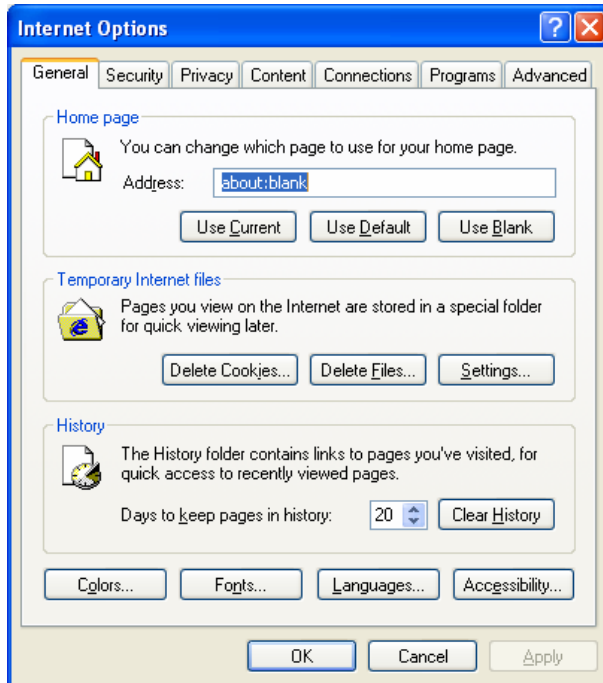 Internet Options
General Security Privacy Content Connections Programs Advanced
Home page
You can change which page to use for your home page.
Address: about:blank
Use Current Use Default Use Blank
Temporary Internet files
Pages you view on the Internet are stored in a special folder
for quick viewing later.
Delete Cookies... Delete Files... Settings...
History
The History folder contains links to pages you've visited, for
quick access to recently viewed pages.
Days to keep pages in history: 20 Clear History
Colors... Fonts... Languages... Accessibility...
OK Cancel Apply